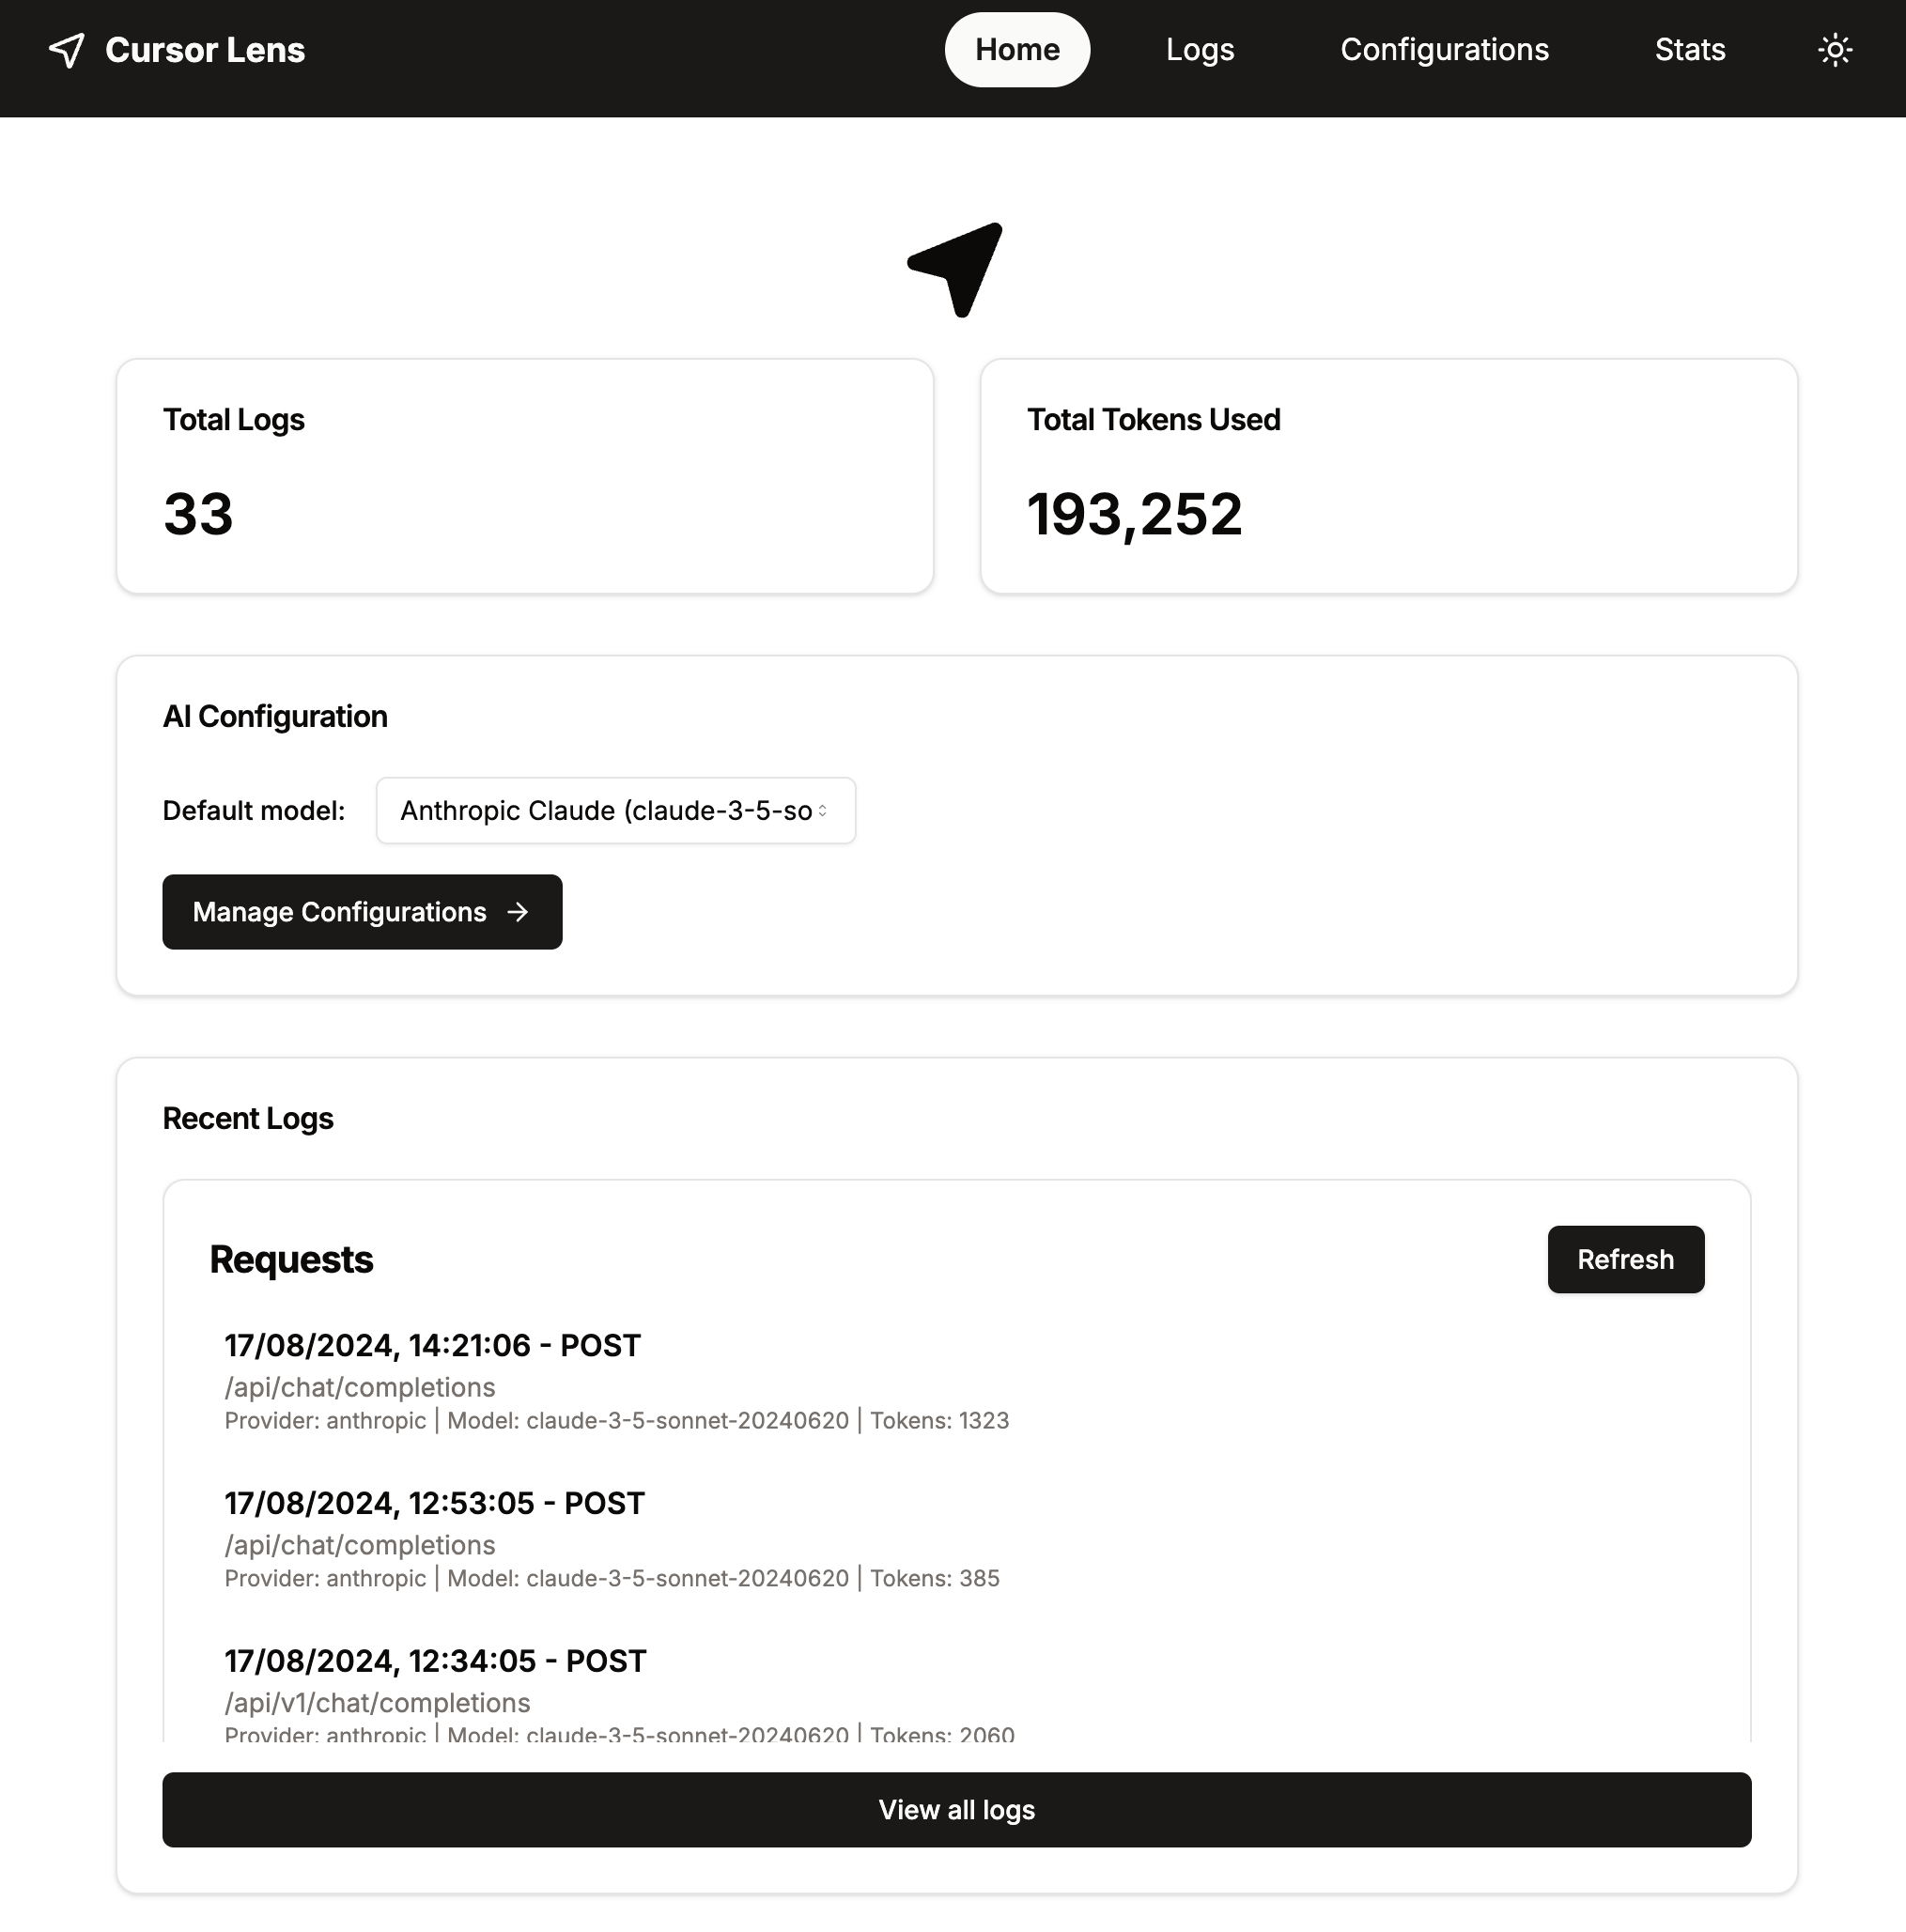 Cursor Lens
Home
Logs
Configurations
Stats
Total Logs
33
Total Tokens Used
193,252
AI Configuration
Default model:
Anthropic Claude (claude-3-5-so
Manage Configurations
Recent Logs
Requests
Refresh
17/08/2024, 14:21:06 - POST
/api/chat/completions
Provider: anthropic | Model: claude-3-5-sonnet-20240620 | Tokens: 1323
17/08/2024, 12:53:05 - POST
/api/chat/completions
Provider: anthropic | Model: claude-3-5-sonnet-20240620 | Tokens: 385
17/08/2024, 12:34:05 - POST
/api/v1/chat/completions
Provider: anthropic | Model: claude-3-5-sonnet-20240620 | Tokens: 2060
View all logs